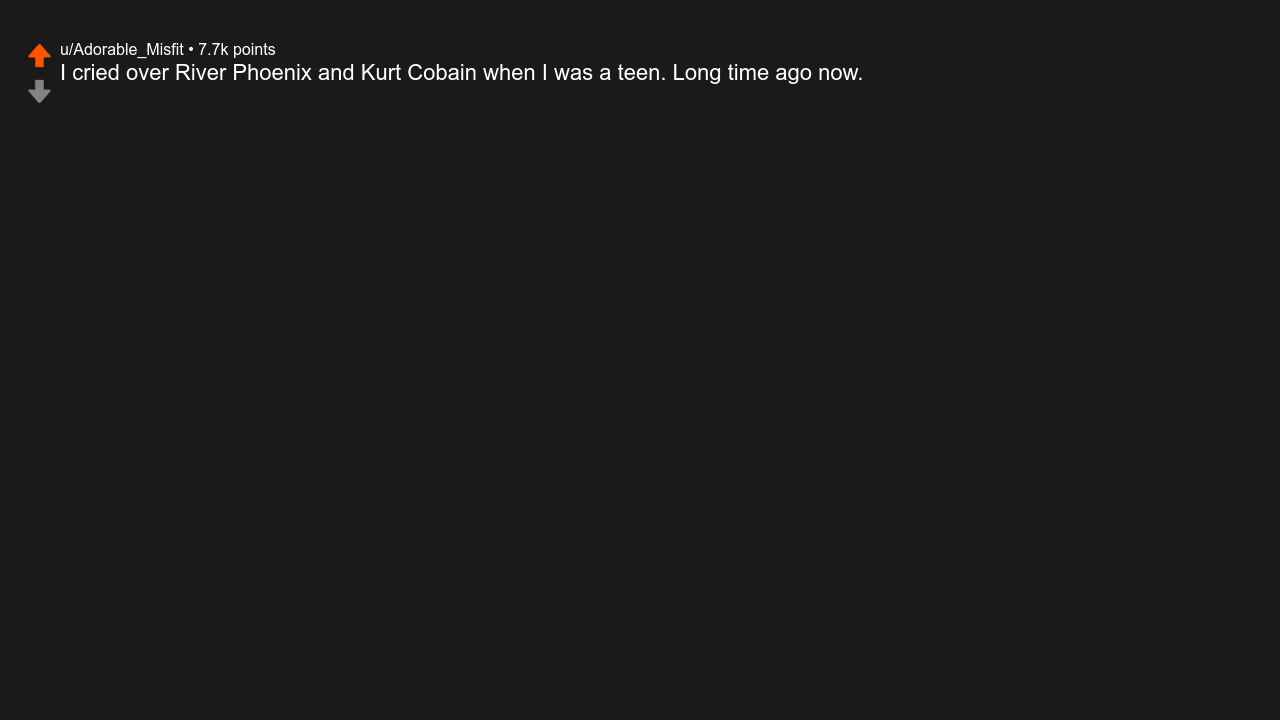 u/Adorable_Misfit • 7.7k points
I cried over River Phoenix and Kurt Cobain when I was a teen. Long time ago now.